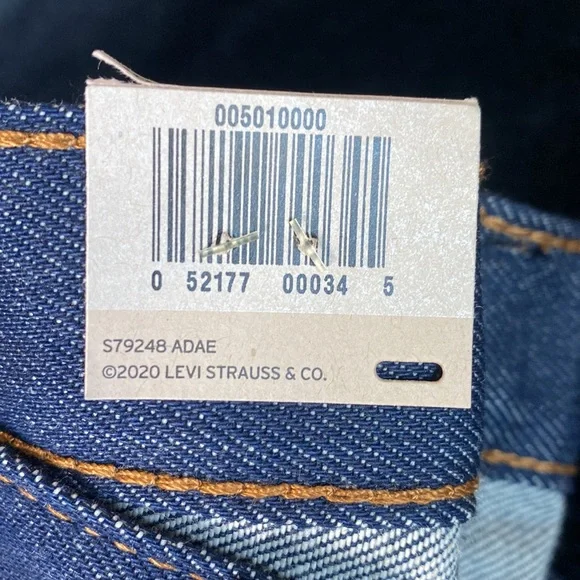 005010000
0 52177 00034 5
S79248 ADAE
©2020 LEVI STRAUSS & CO.